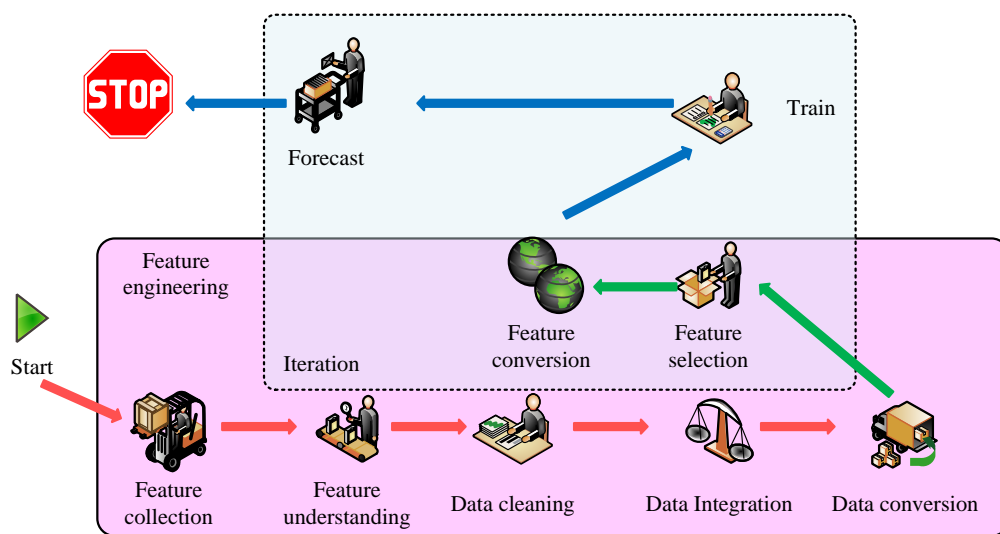 STOP
Forecast
Train
Feature
engineering
Start
Iteration
Feature
conversion
Feature
selection
Feature
collection
Feature
understanding
Data cleaning
Data Integration
Data conversion